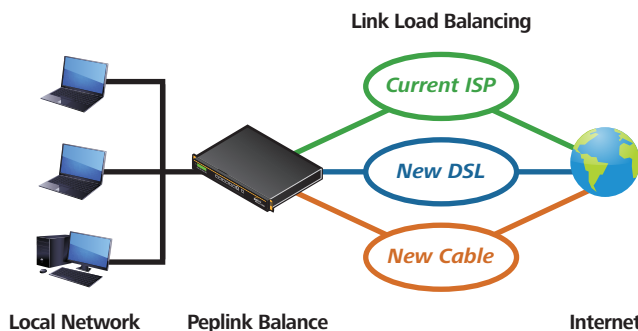 Link Load Balancing
Current ISP
New DSL
New Cable
Local Network
Peplink Balance
Internet